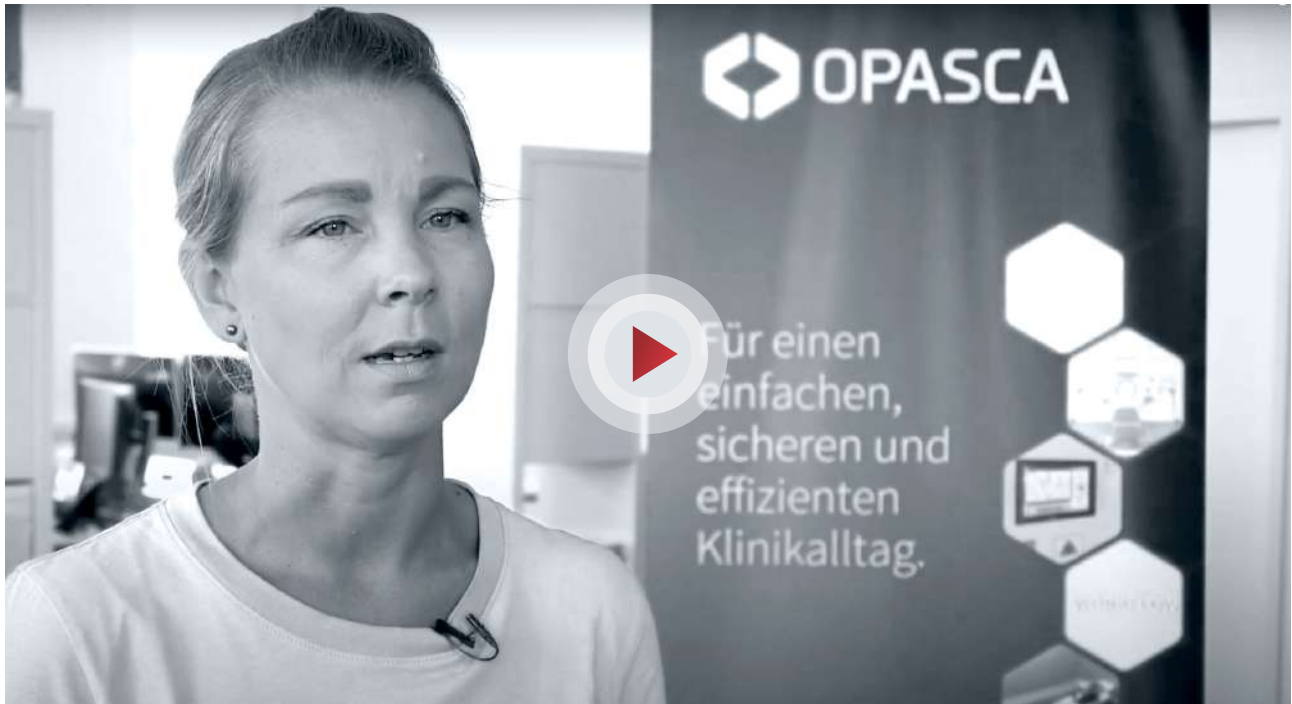 OPASCA
Für einen
einfachen,
sicheren und
effizienten
Klinikalltag.